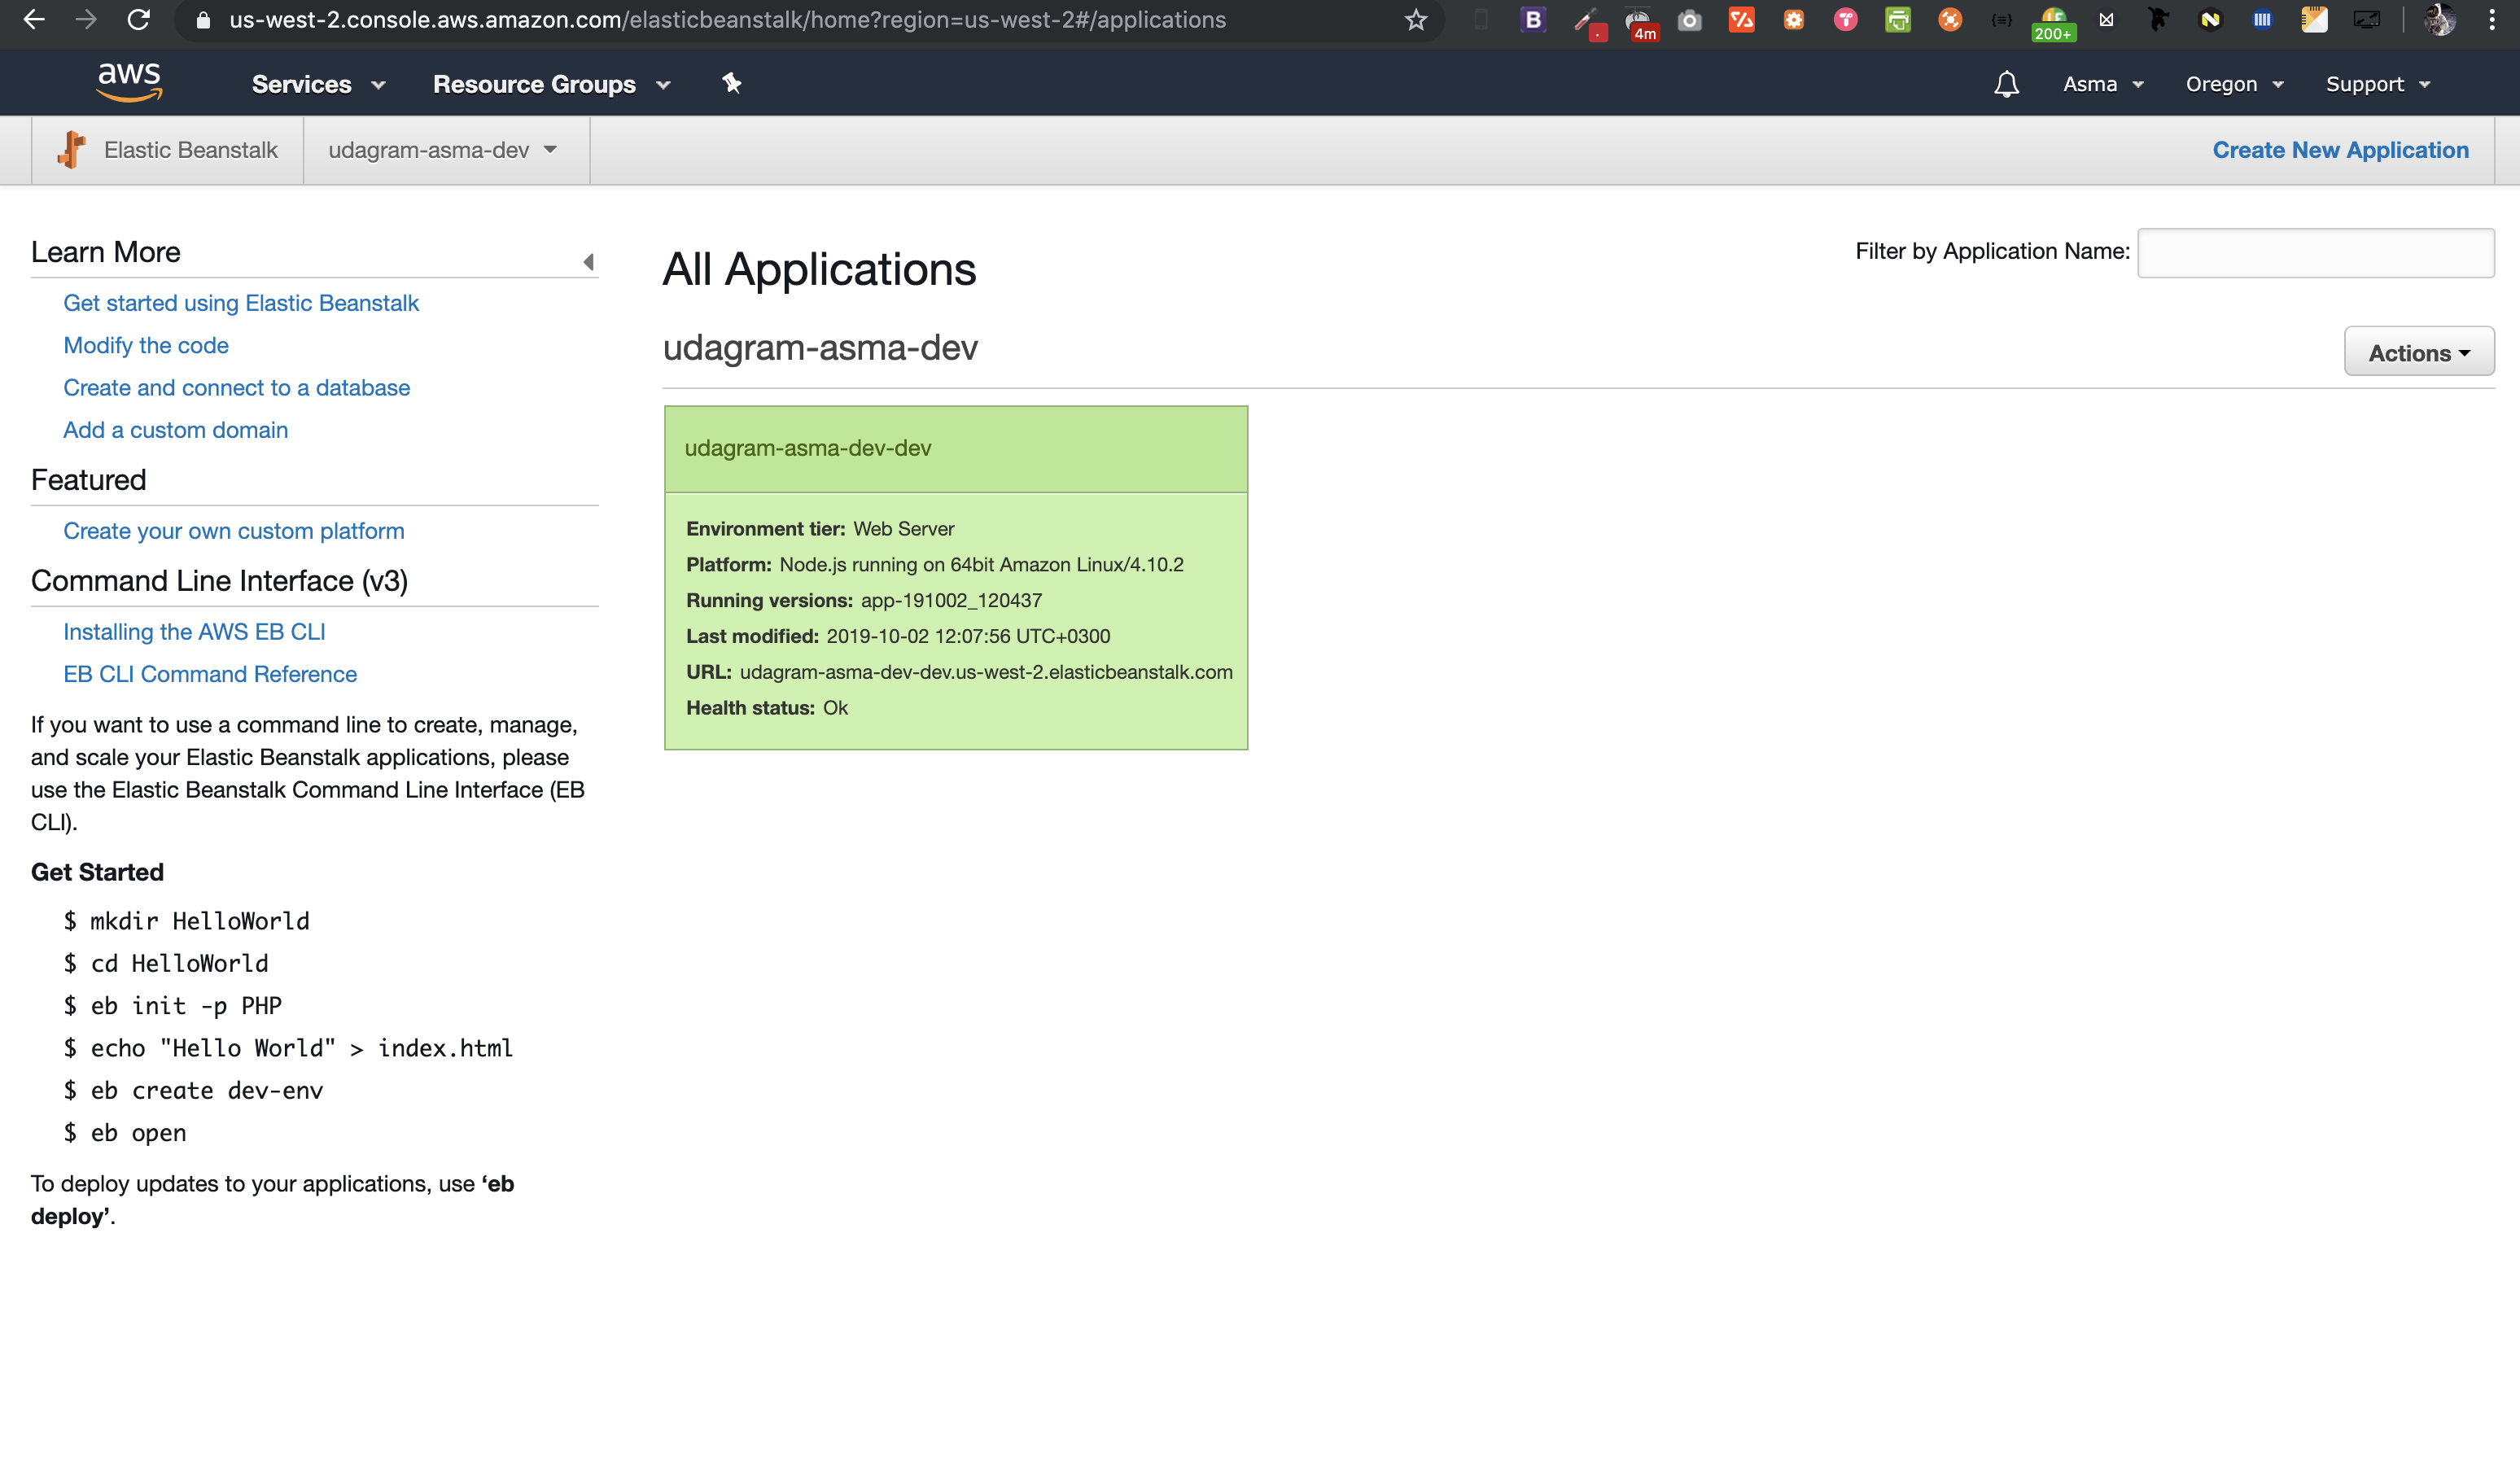 us-west-2.console.aws.amazon.com/elasticbeanstalk/home?region=us-west-2#/applications
B
4m
200+
aws
Services
Resource Groups
Asma
Oregon
Support
Elastic Beanstalk
udagram-asma-dev
Create New Application
Learn More
Get started using Elastic Beanstalk
Modify the code
Create and connect to a database
Add a custom domain
Featured
Create your own custom platform
Command Line Interface (v3)
Installing the AWS EB CLI
EB CLI Command Reference
If you want to use a command line to create, manage,
and scale your Elastic Beanstalk applications, please
use the Elastic Beanstalk Command Line Interface (EB
CLI).
Get Started
$ mkdir HelloWorld
$ cd HelloWorld
$ eb init -p PHP
$ echo "Hello World" > index.html
$ eb create dev-env
$ eb open
To deploy updates to your applications, use ‘eb
deploy’.
All Applications
Filter by Application Name:
udagram-asma-dev
Actions
udagram-asma-dev-dev
Environment tier: Web Server
Platform: Node.js running on 64bit Amazon Linux/4.10.2
Running versions: app-191002_120437
Last modified: 2019-10-02 12:07:56 UTC+0300
URL: udagram-asma-dev-dev.us-west-2.elasticbeanstalk.com
Health status: Ok